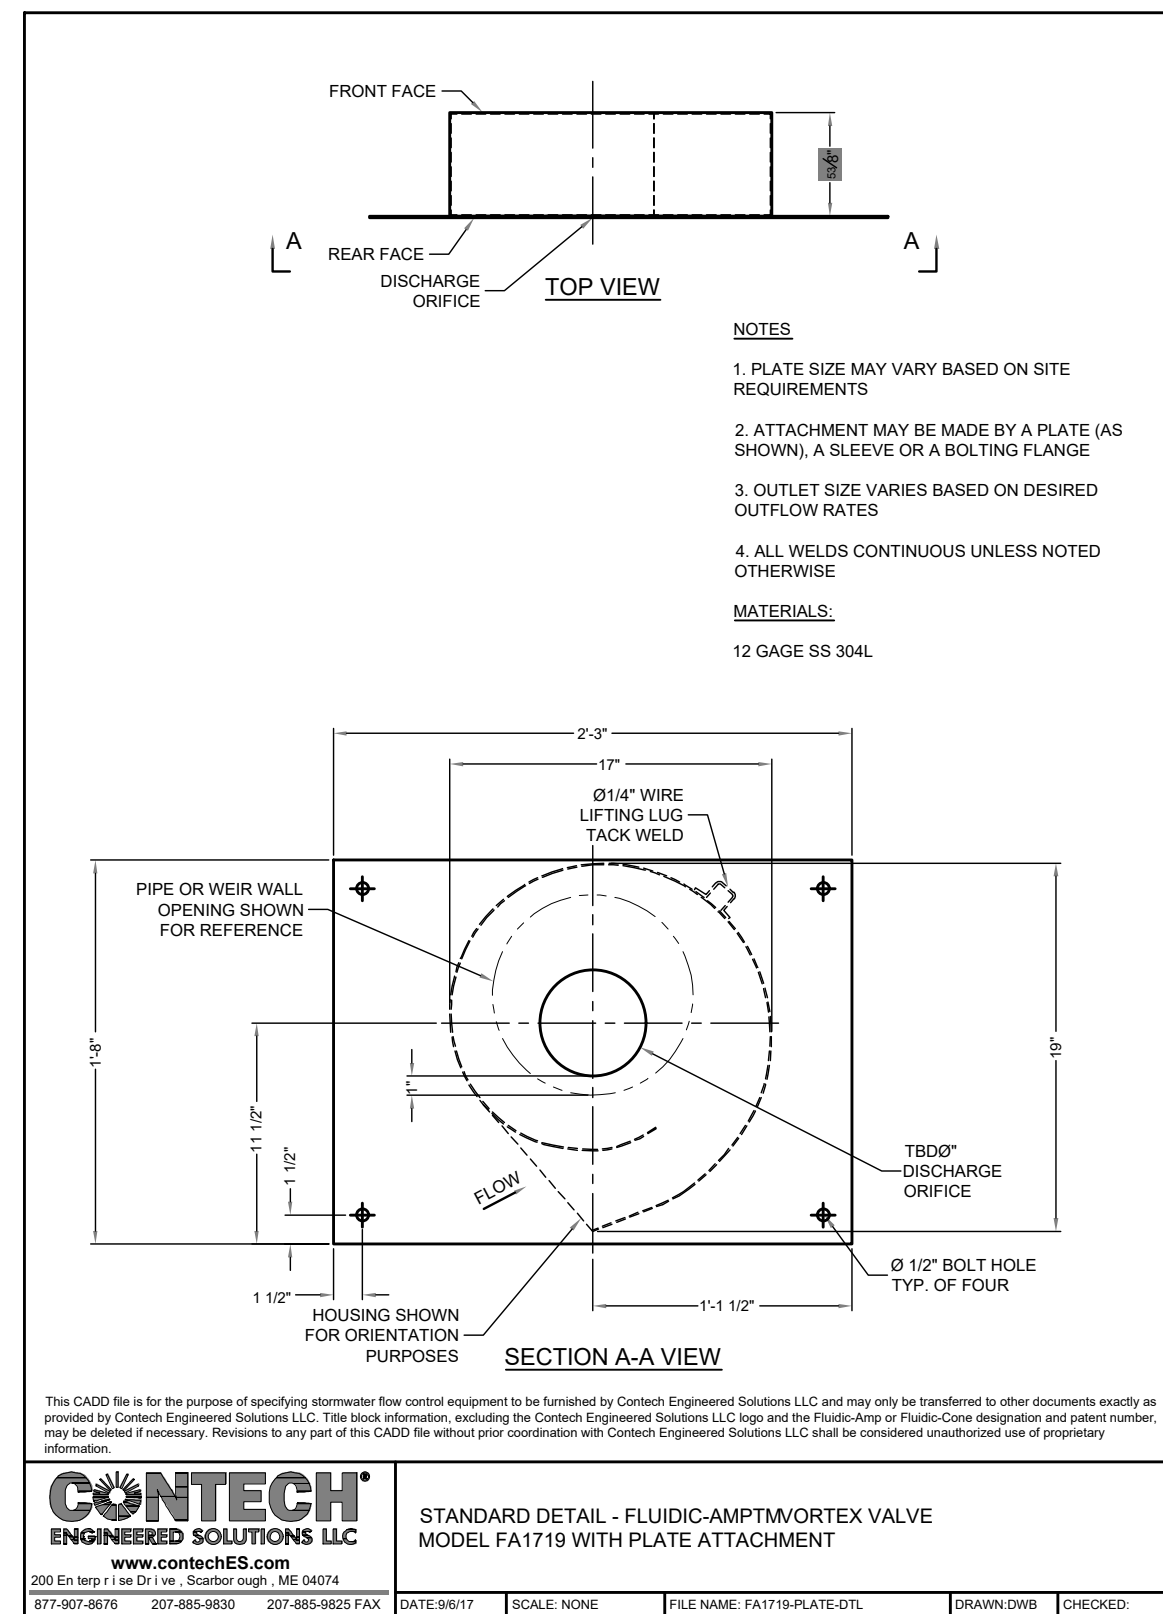 FRONT FACE
53/8"
A
A
REAR FACE
DISCHARGE
ORIFICE
TOP VIEW
NOTES
1. PLATE SIZE MAY VARY BASED ON SITE
REQUIREMENTS
2. ATTACHMENT MAY BE MADE BY A PLATE (AS
SHOWN), A SLEEVE OR A BOLTING FLANGE
3. OUTLET SIZE VARIES BASED ON DESIRED
OUTFLOW RATES
4. ALL WELDS CONTINUOUS UNLESS NOTED
OTHERWISE
MATERIALS:
12 GAGE SS 304L
2'-3"
17"
Ø1/4" WIRE
LIFTING LUG
TACK WELD
PIPE OR WEIR WALL
OPENING SHOWN
FOR REFERENCE
1'-8"
19"
1"
11 1/2"
1 1/2"
FLOW
TBDØ"
DISCHARGE
ORIFICE
Ø 1/2" BOLT HOLE
TYP. OF FOUR
1 1/2"
1'-1 1/2"
HOUSING SHOWN
FOR ORIENTATION
PURPOSES
SECTION A-A VIEW
This CADD file is for the purpose of specifying stormwater flow control equipment to be furnished by Contech Engineered Solutions LLC and may only be transferred to other documents exactly as
provided by Contech Engineered Solutions LLC. Title block information, excluding the Contech Engineered Solutions LLC logo and the Fluidic-Amp or Fluidic-Cone designation and patent number,
may be deleted if necessary. Revisions to any part of this CADD file without prior coordination with Contech Engineered Solutions LLC shall be considered unauthorized use of proprietary
information.
CONTECH®
ENGINEERED SOLUTIONS LLC
www.contechES.com
200 En terp r i se Dr i ve , Scarbor ough , ME 04074
877-907-8676 207-885-9830 207-885-9825 FAX
STANDARD DETAIL - FLUIDIC-AMPTMVORTEX VALVE
MODEL FA1719 WITH PLATE ATTACHMENT
DATE:9/6/17
SCALE: NONE
FILE NAME: FA1719-PLATE-DTL
DRAWN:DWB
CHECKED: